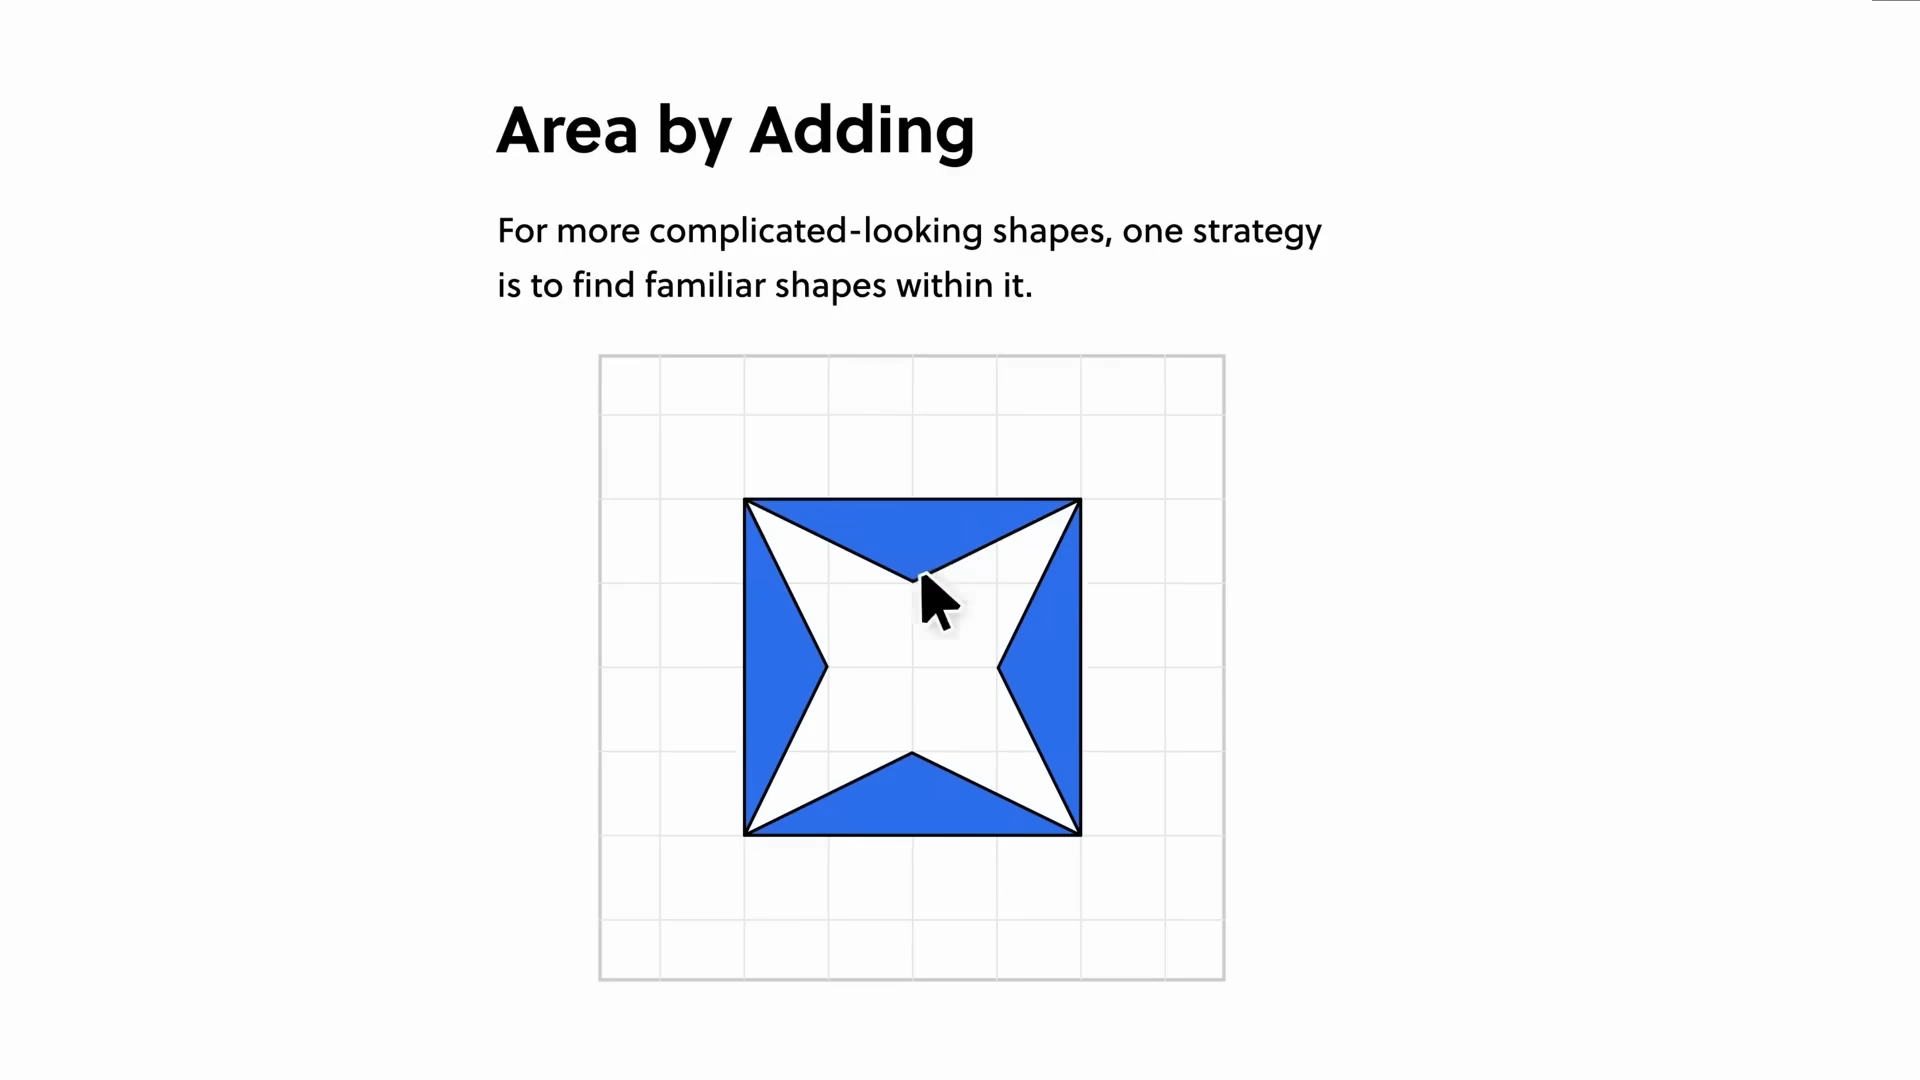 Area by Adding
For more complicated-looking shapes, one strategy
is to find familiar shapes within it.